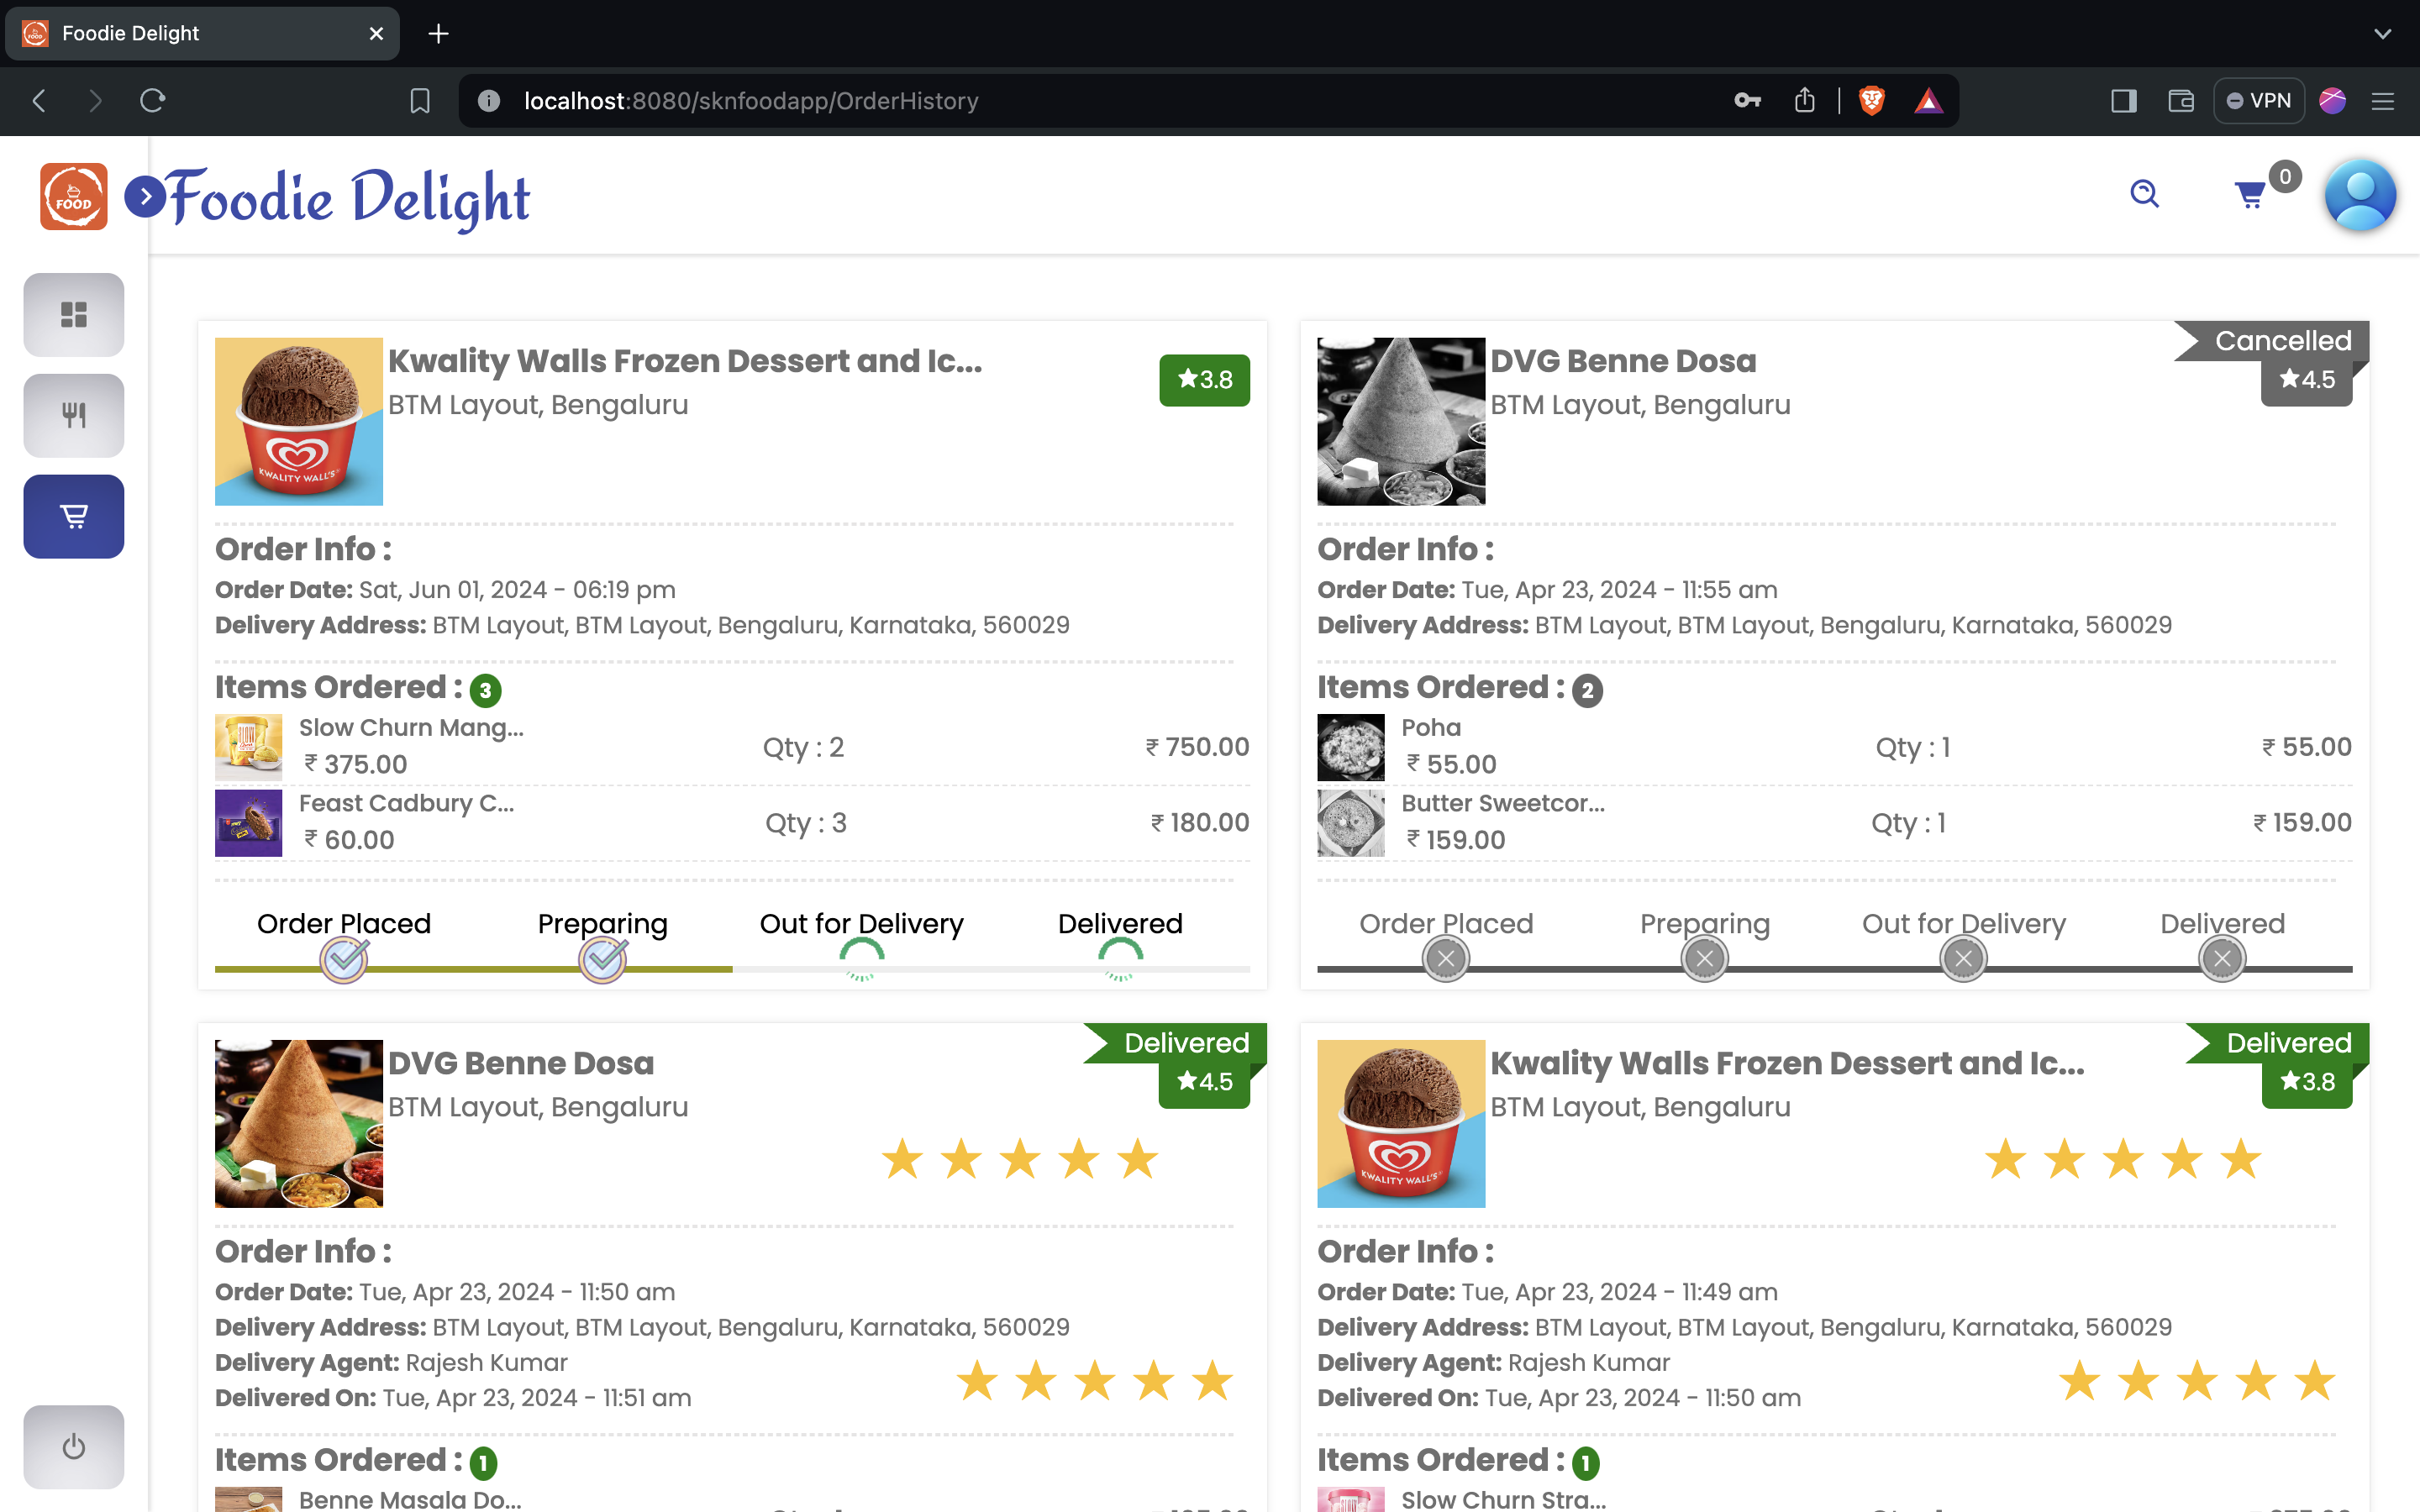 Foodie Delight
localhost:8080/sknfoodapp/OrderHistory
VPN
FOOD
Foodie Delight
0
Kwality Walls Frozen Dessert and Ic...
BTM Layout, Bengaluru
★3.8
KWALITY WALL'S
Order Info :
Order Date: Sat, Jun 01, 2024 - 06:19 pm
Delivery Address: BTM Layout, BTM Layout, Bengaluru, Karnataka, 560029
Items Ordered : 3
Slow Churn Mang...
₹ 375.00
Qty : 2
₹ 750.00
Feast Cadbury C...
₹ 60.00
Qty : 3
₹ 180.00
Order Placed
Preparing
Out for Delivery
Delivered
Cancelled
DVG Benne Dosa
BTM Layout, Bengaluru
★4.5
Order Info :
Order Date: Tue, Apr 23, 2024 - 11:55 am
Delivery Address: BTM Layout, BTM Layout, Bengaluru, Karnataka, 560029
Items Ordered : 2
Poha
₹ 55.00
Qty : 1
₹ 55.00
Butter Sweetcor...
₹ 159.00
Qty : 1
₹ 159.00
Order Placed
Preparing
Out for Delivery
Delivered
Delivered
DVG Benne Dosa
BTM Layout, Bengaluru
★4.5
Order Info :
Order Date: Tue, Apr 23, 2024 - 11:50 am
Delivery Address: BTM Layout, BTM Layout, Bengaluru, Karnataka, 560029
Delivery Agent: Rajesh Kumar
Delivered On: Tue, Apr 23, 2024 - 11:51 am
Items Ordered : 1
Benne Masala Do...
Delivered
Kwality Walls Frozen Dessert and Ic...
BTM Layout, Bengaluru
★3.8
KWALITY WALL'S
Order Info :
Order Date: Tue, Apr 23, 2024 - 11:49 am
Delivery Address: BTM Layout, BTM Layout, Bengaluru, Karnataka, 560029
Delivery Agent: Rajesh Kumar
Delivered On: Tue, Apr 23, 2024 - 11:50 am
Items Ordered : 1
Slow Churn Stra...